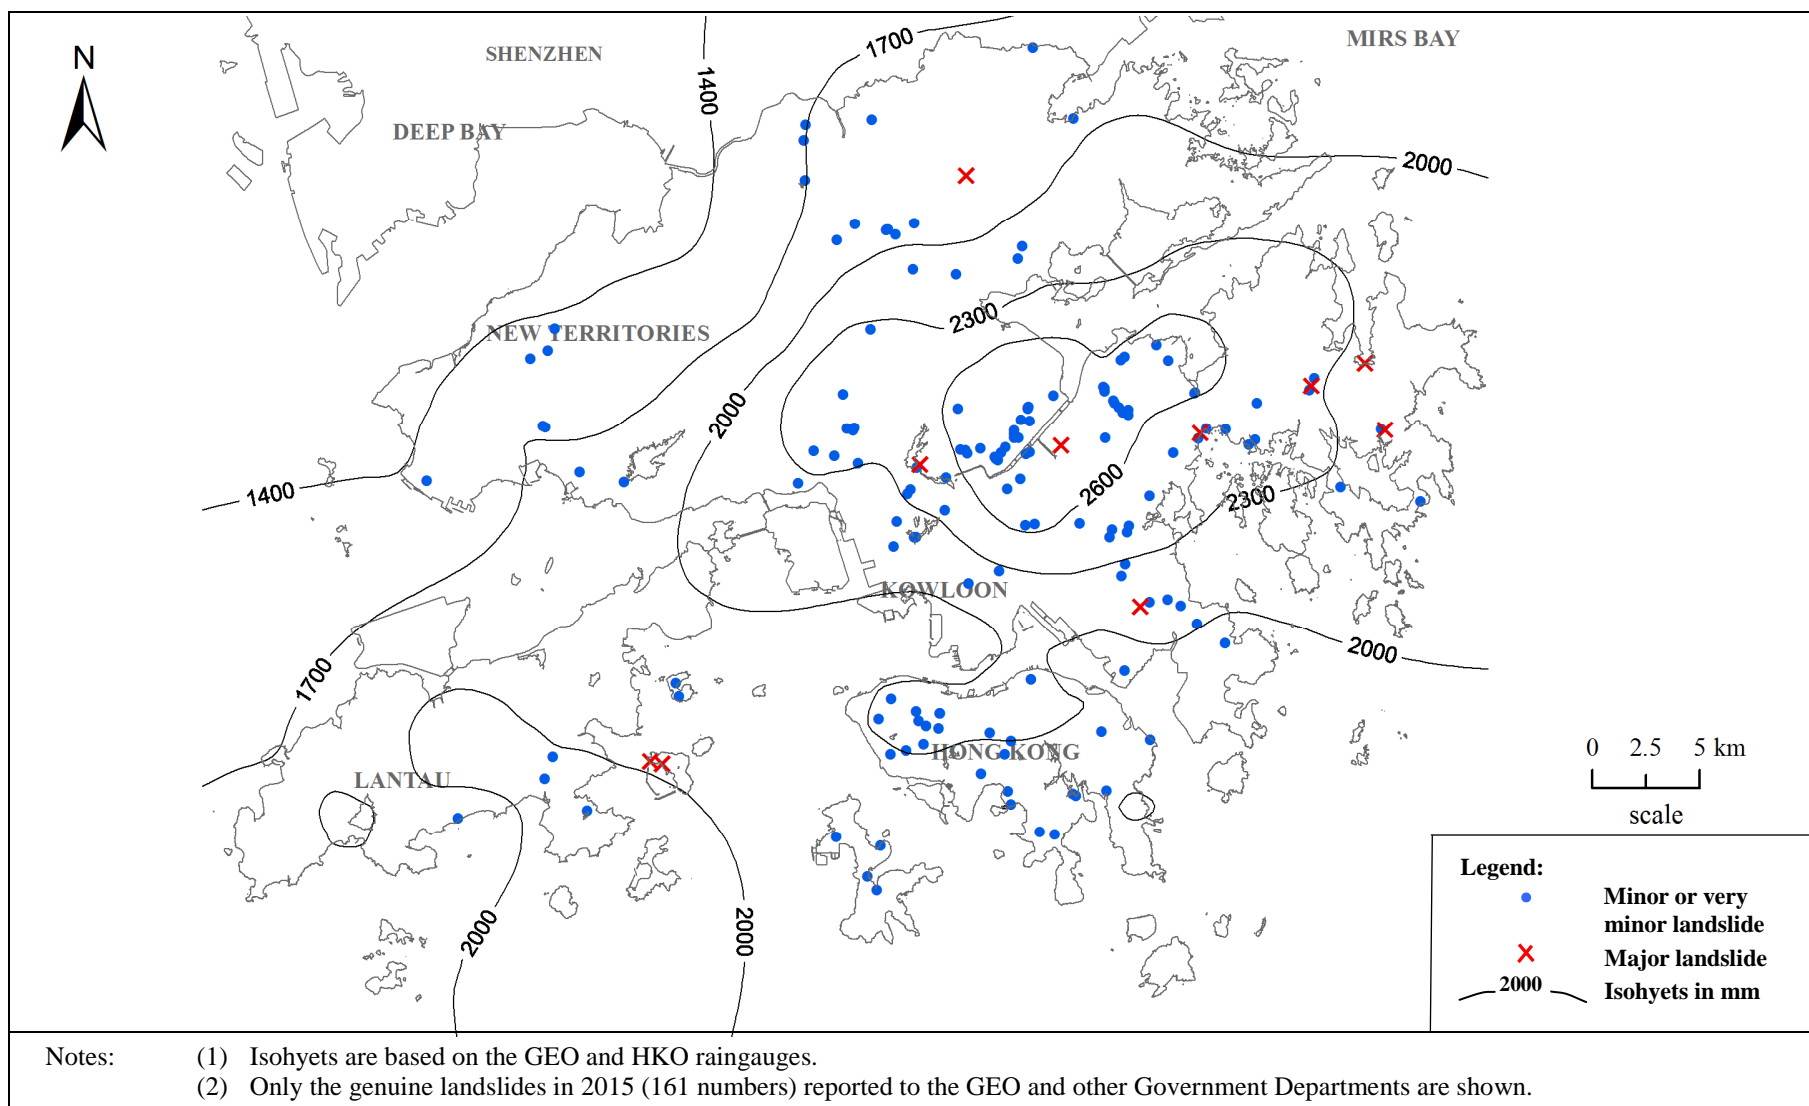 N
SHENZHEN
MIRS BAY
1700
1400
DEEP BAY
2000
2300
NEW TERRITORIES
2000
1400
2600
2300
KOWLOON
2000
1700
HONG KONG
LANTAU
0 2.5 5 km
scale
2000
2000
Legend:
Minor or very
minor landslide
Major landslide
2000
Isohyets in mm
Notes: (1) Isohyets are based on the GEO and HKO raingauges.
(2) Only the genuine landslides in 2015 (161 numbers) reported to the GEO and other Government Departments are shown.